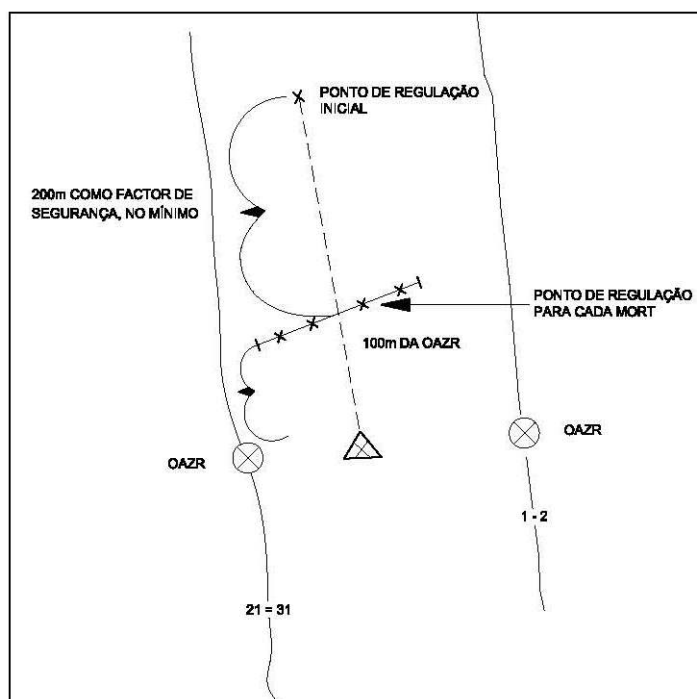 PONTO DE REGULAÇÃO
INICIAL
200m COMO FACTOR DE
SEGURANÇA, NO MÍNIMO
PONTO DE REGULAÇÃO
PARA CADA MORT
100m DA OAZR
OAZR
OAZR
1 - 2
21 = 31